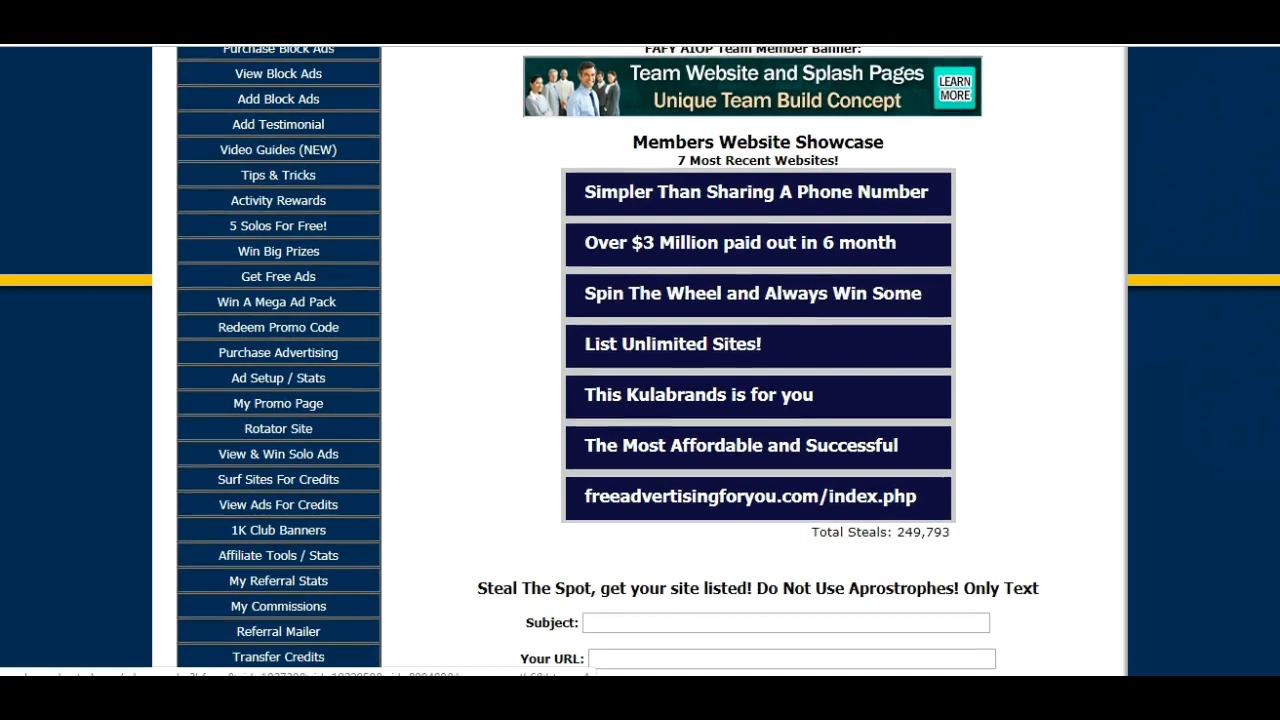 Purchase Block Ads
View Block Ads
Add Block Ads
Add Testimonial
Video Guides (NEW)
Tips & Tricks
Activity Rewards
5 Solos For Free!
Win Big Prizes
Get Free Ads
Win A Mega Ad Pack
Redeem Promo Code
Purchase Advertising
Ad Setup / Stats
My Promo Page
Rotator Site
View & Win Solo Ads
Surf Sites For Credits
View Ads For Credits
1K Club Banners
Affiliate Tools / Stats
My Referral Stats
My Commissions
Referral Mailer
Transfer Credits
FAFY AIOP Team Member Banner:
Team Website and Splash Pages
Unique Team Build Concept
LEARN
MORE
Members Website Showcase
7 Most Recent Websites!
Simpler Than Sharing A Phone Number
Over $3 Million paid out in 6 month
Spin The Wheel and Always Win Some
List Unlimited Sites!
This Kulabrands is for you
The Most Affordable and Successful
freeadvertisingforyou.com/index.php
Total Steals: 249,793
Steal The Spot, get your site listed! Do Not Use Aprostrophes! Only Text
Subject:
Your URL: